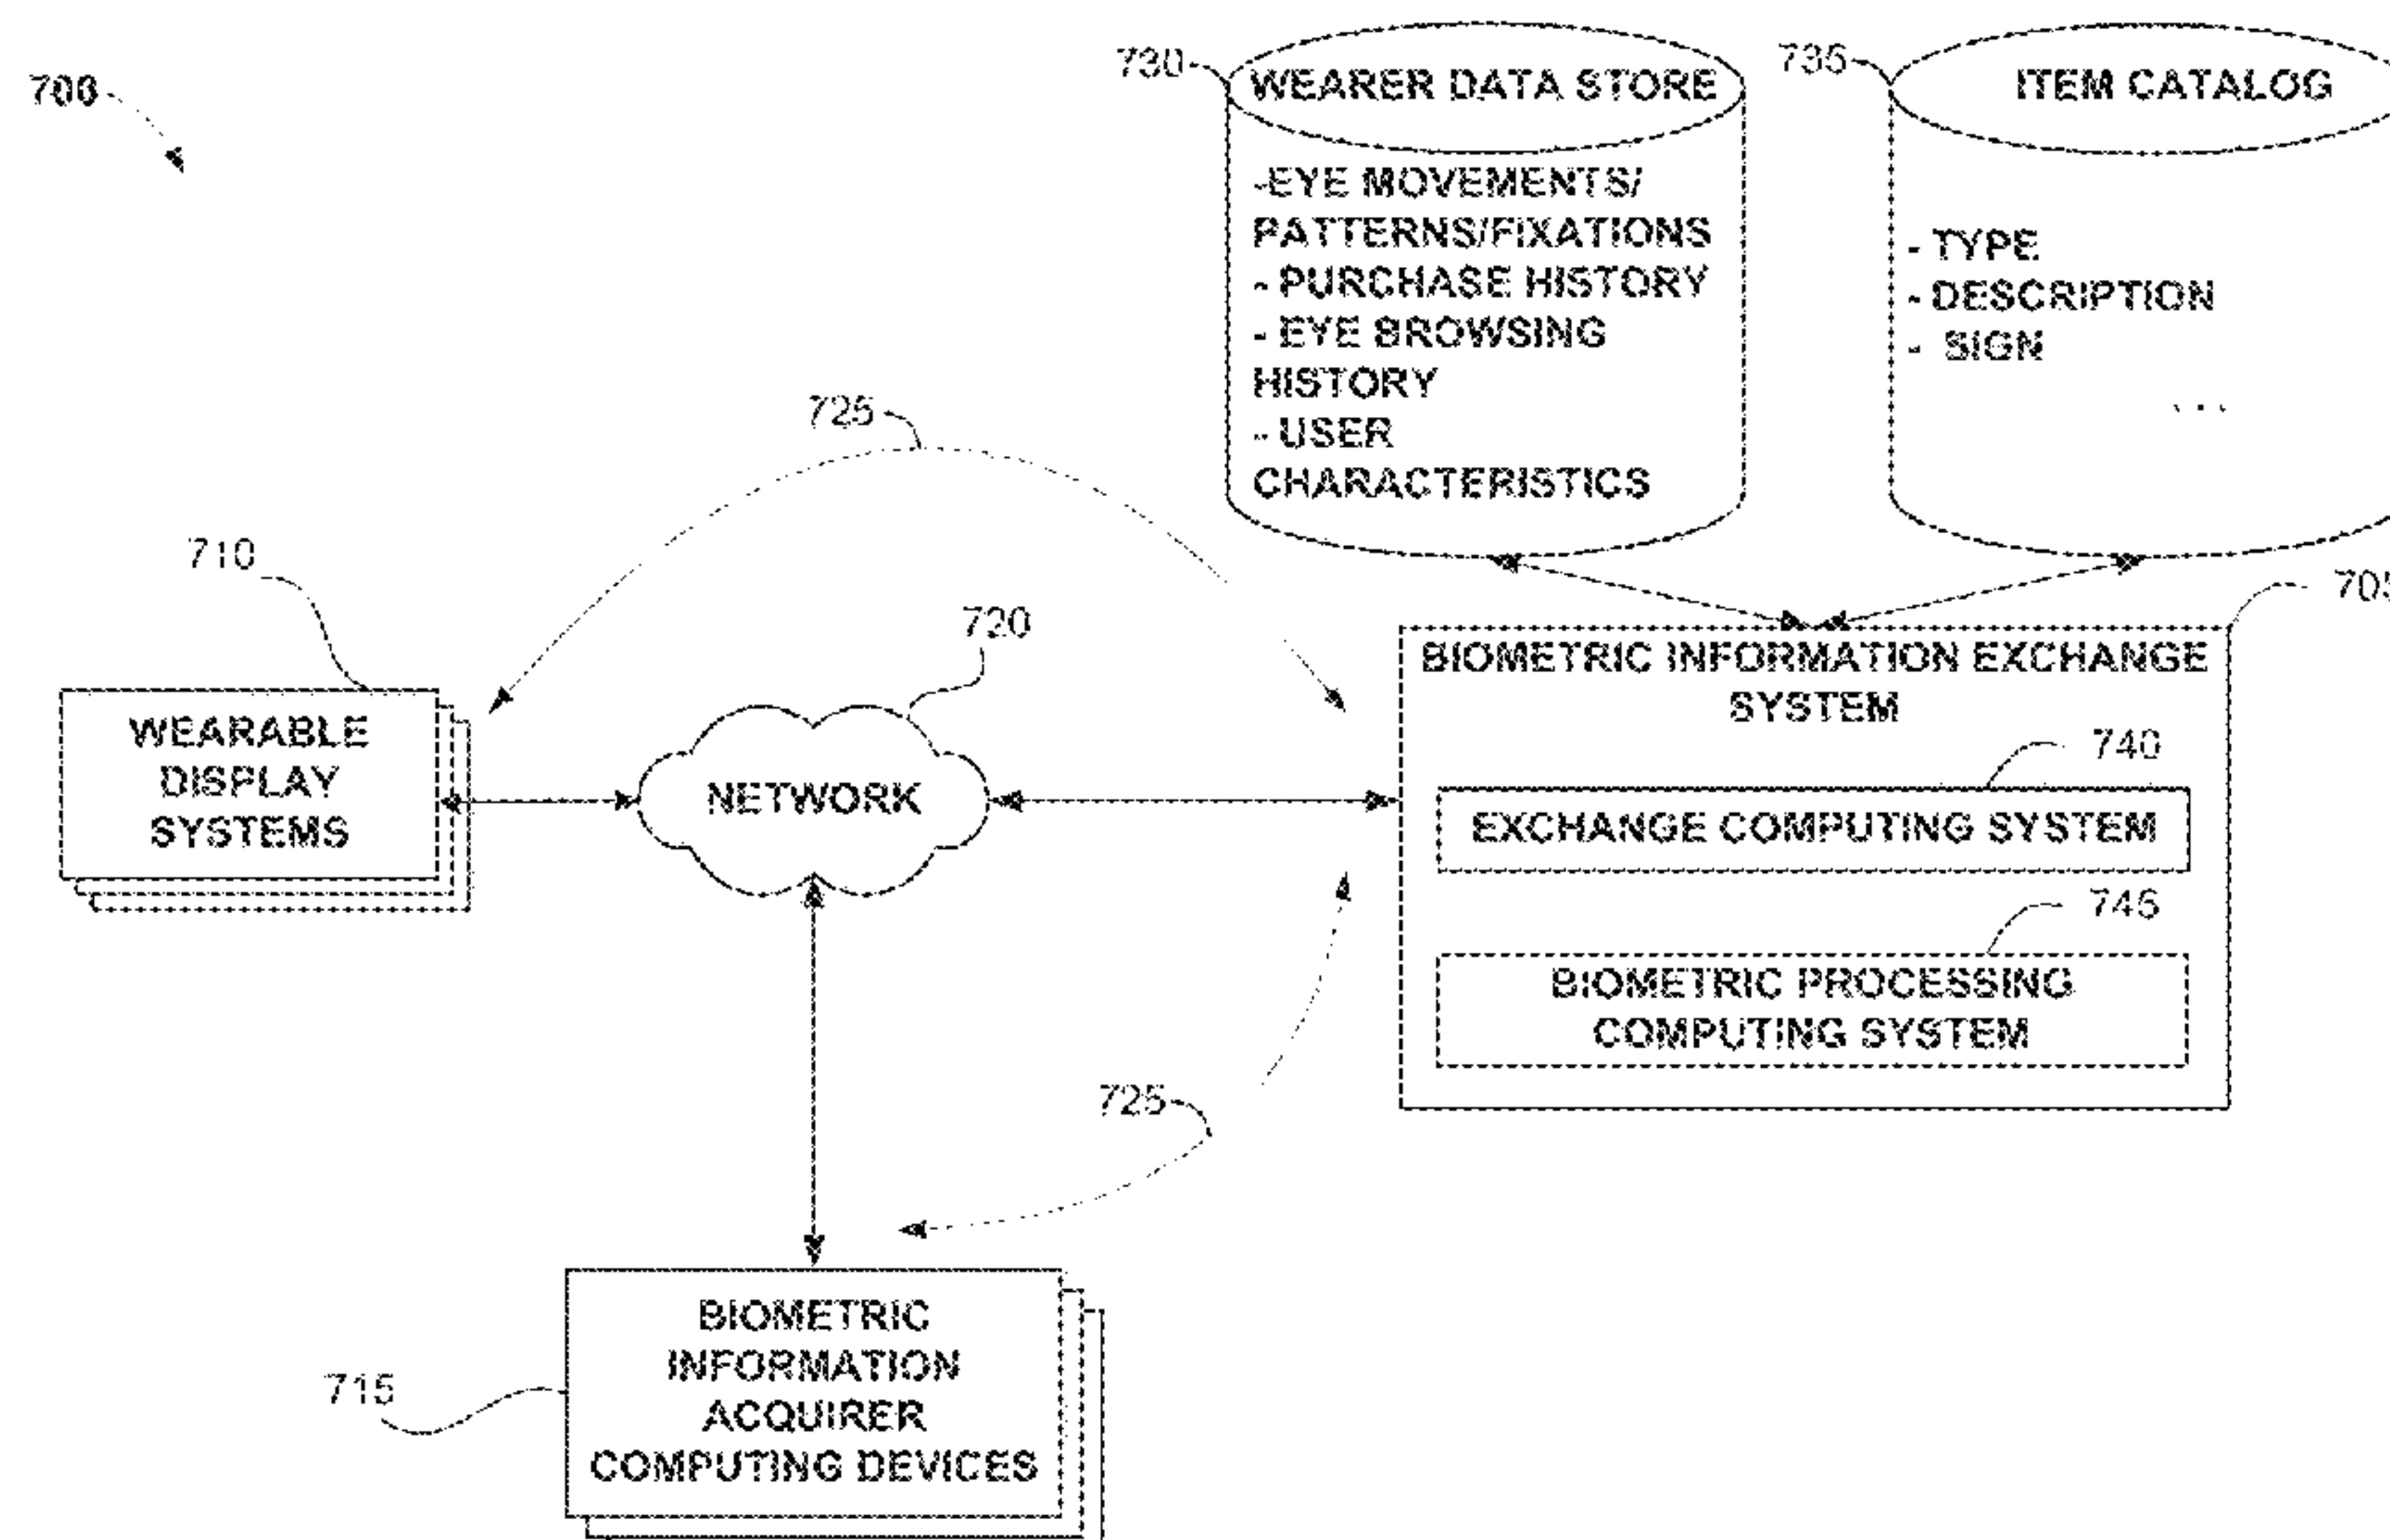 700
730
WEARER DATA STORE
-EYE MOVEMENTS/
PATTERNS/FIXATIONS
- PURCHASE HISTORY
- EYE BROWSING
HISTORY
- USER
CHARACTERISTICS
735
ITEM CATALOG
- TYPE
- DESCRIPTION
- SIGN
...
725
710
WEARABLE
DISPLAY
SYSTEMS
720
NETWORK
705
BIOMETRIC INFORMATION EXCHANGE
SYSTEM
740
EXCHANGE COMPUTING SYSTEM
745
BIOMETRIC PROCESSING
COMPUTING SYSTEM
725
715
BIOMETRIC
INFORMATION
ACQUIRER
COMPUTING DEVICES